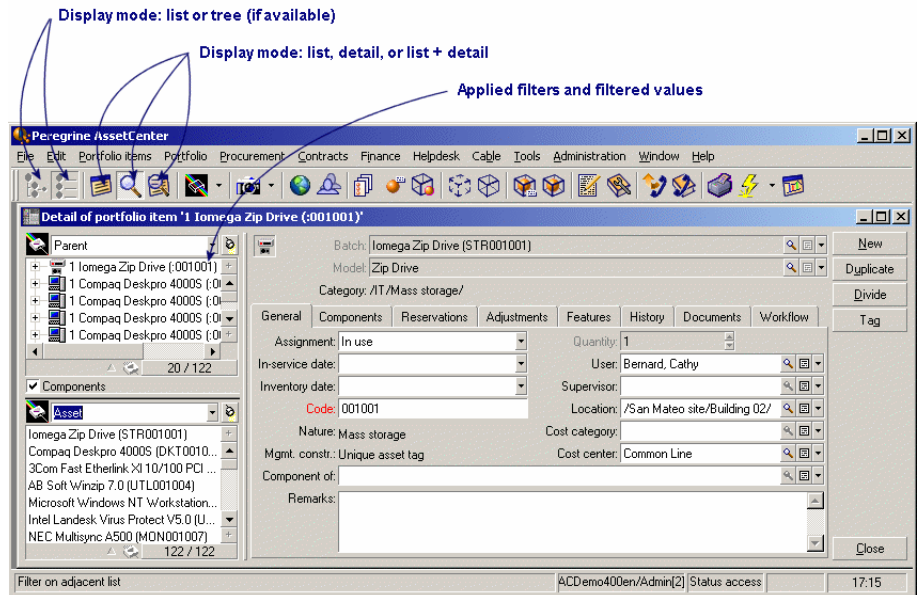 Display mode: list or tree (if available)
Display mode: list, detail, or list + detail
Applied filters and filtered values
Peregrine AssetCenter
File Edit Portfolio items Portfolio Procurement Contracts Finance Helpdesk Cable Tools Administration Window Help
Detail of portfolio item '1 Iomega Zip Drive (:001001)'
Parent
1 Iomega Zip Drive (:001001)
1 Compaq Deskpro 4000S (:0
1 Compaq Deskpro 4000S (:0
1 Compaq Deskpro 4000S (:0
1 Compaq Deskpro 4000S (:0
20 / 122
Components
Asset
Iomega Zip Drive (STR001001)
Compaq Deskpro 4000S (DKT0010...
3Com Fast Etherlink XI 10/100 PCI ...
AB Soft Winzip 7.0 (UTL001004)
Microsoft Windows NT Workstation...
Intel Landesk Virus Protect V5.0 (U...
NEC Multisync A500 (MON001007)
122 / 122
Batch: Iomega Zip Drive (STR001001)
Model: Zip Drive
Category: /IT/Mass storage/
General Components Reservations Adjustments Features History Documents Workflow
Assignment: In use
Quantity: 1
In-service date:
User: Bernard, Cathy
Inventory date:
Supervisor:
Code: 001001
Location: /San Mateo site/Building 02/
Nature: Mass storage
Cost category:
Mgmt. constr.: Unique asset tag
Cost center: Common Line
Component of:
Remarks:
New
Duplicate
Divide
Tag
Close
Filter on adjacent list
ACDemo400en/Admin[2] Status access
17:15